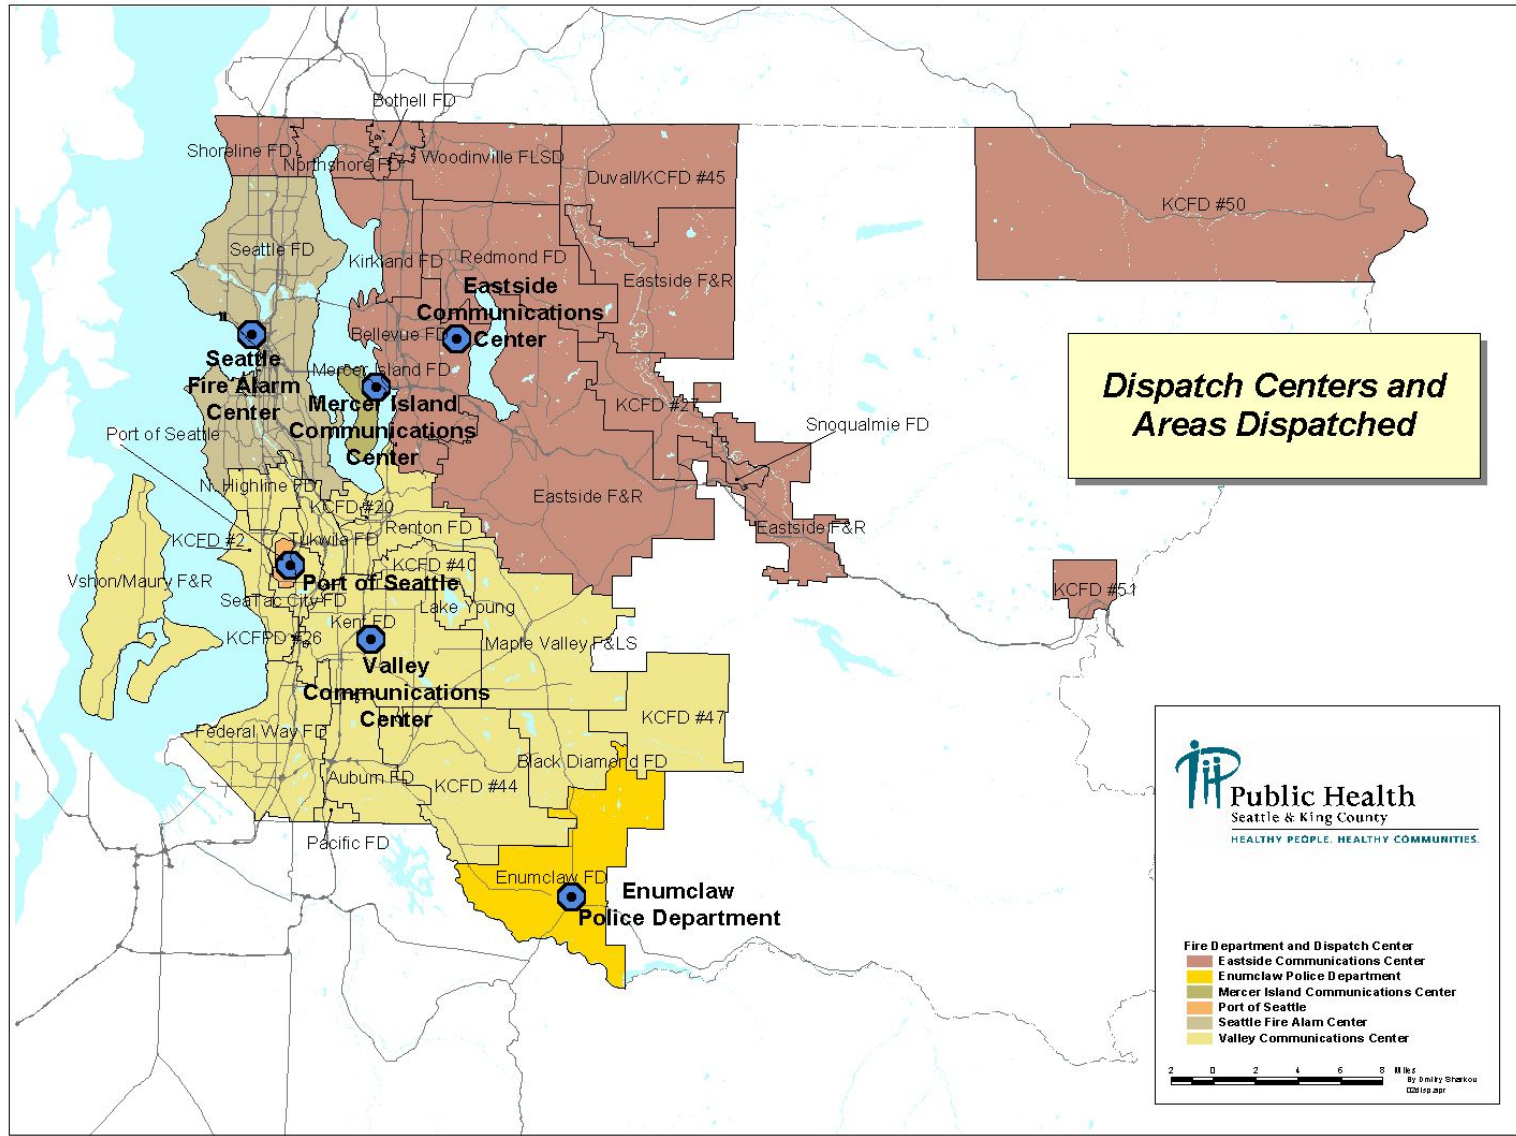 Bothell FD
Shoreline FD
Northshore FD
Woodinville FLSD
Duvall/KCFD #45
KCFD #50
Seattle FD
Kirkland FD
Redmond FD
Eastside F&R
Eastside
Communications
Center
Bellevue FD
Seattle
Fire Alarm
Center
Mercer Island FD
Mercer Island
Communications
Center
KCFD #27
Snoqualmie FD
Dispatch Centers and
Areas Dispatched
Port of Seattle
N. Highline FD
KCFD #20
Eastside F&R
Eastside F&R
Renton FD
KCFD #2
Tukwila FD
KCFD #40
Vshon/Maury F&R
Port of Seattle
KCFD #51
SeaTac City FD
Lake Young
Kent FD
KCFPD #26
Maple Valley F&LS
Valley
Communications
Center
KCFD #47
Federal Way FD
Black Diamond FD
Auburn FD
KCFD #44
Pacific FD
Enumclaw FD
Enumclaw
Police Department
Public Health
Seattle & King County
HEALTHY PEOPLE. HEALTHY COMMUNITIES.
Fire Department and Dispatch Center
Eastside Communications Center
Enumclaw Police Department
Mercer Island Communications Center
Port of Seattle
Seattle Fire Alarm Center
Valley Communications Center
2 0 2 4 6 8 Miles
By Dmitry Sharkov